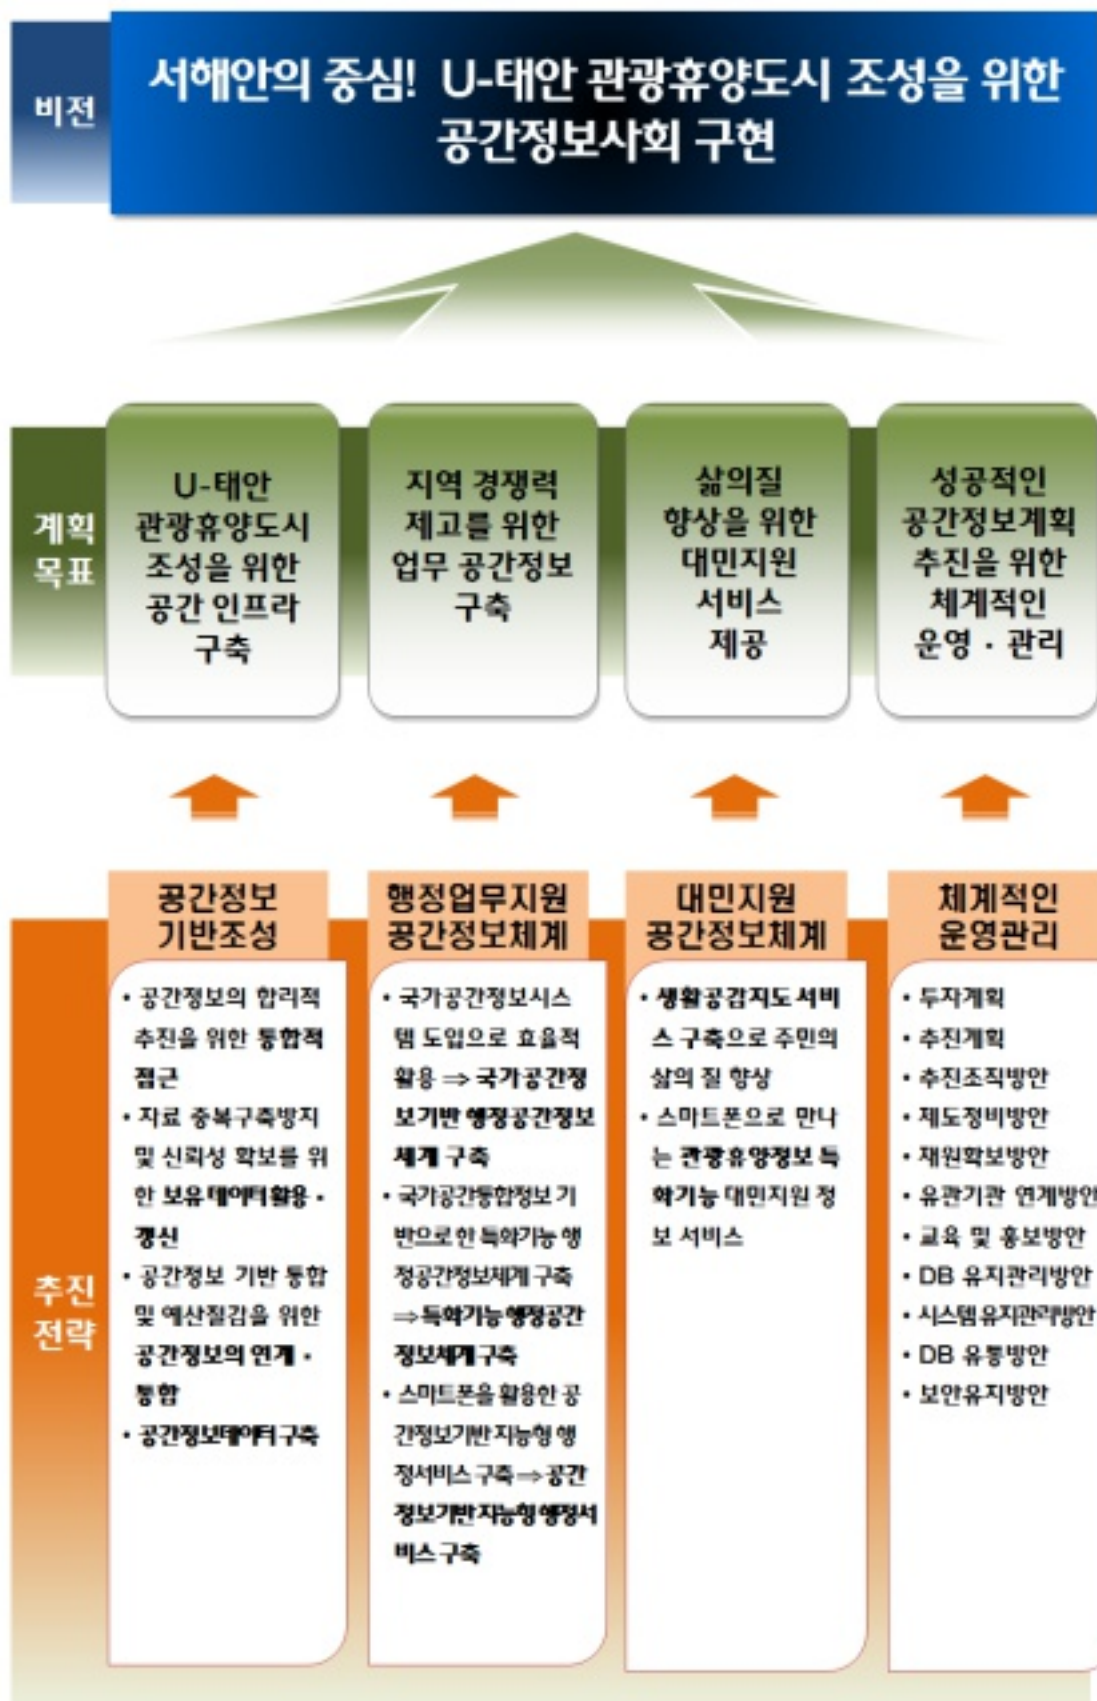 비전
서해안의 중심! U-태안 관광휴양도시 조성을 위한
공간정보사회 구현
계획
목표
U-태안
관광휴양도시
조성을 위한
공간 인프라
구축
지역 경쟁력
제고를 위한
업무 공간정보
구축
삶의질
향상을 위한
대민지원
서비스
제공
성공적인
공간정보계획
추진을 위한
체계적인
운영 · 관리
추진
전략
공간정보
기반조성
• 공간정보의 합리적
추진을 위한 통합적
접근
• 자료 중복구축방지
및 신뢰성 확보를 위
한 보유데이터활용 ·
갱신
• 공간정보 기반 통합
및 예산절감을 위한
공간정보의 연계 ·
통합
• 공간정보데이터구축
행정업무지원
공간정보체계
• 국가공간정보시스
템 도입으로 효율적
활용 ⇒ 국가공간정
보기반 행정공간정보
체계 구축
• 국가공간통합정보 기
반으로한 특화기능 행
정공간정보체계 구축
⇒특화기능행정공간
정보체계구축
• 스마트폰을 활용한 공
간정보기반 지능형 행
정서비스 구축⇒공간
정보기반지능형행정서
비스 구축
대민지원
공간정보체계
• 생활공감지도 서비
스 구축으로 주민의
삶의 질 향상
• 스마트폰으로 만나
는 관광휴양정보 특
화기능 대민지원 정
보 서비스
체계적인
운영관리
• 투자계획
• 추진계획
• 추진조직방안
• 제도정비방안
• 재원확보방안
• 유관기관 연계방안
• 교육 및 홍보방안
• DB 유지관리방안
• 시스템 유지관리방안
• DB 유통방안
• 보안유지방안